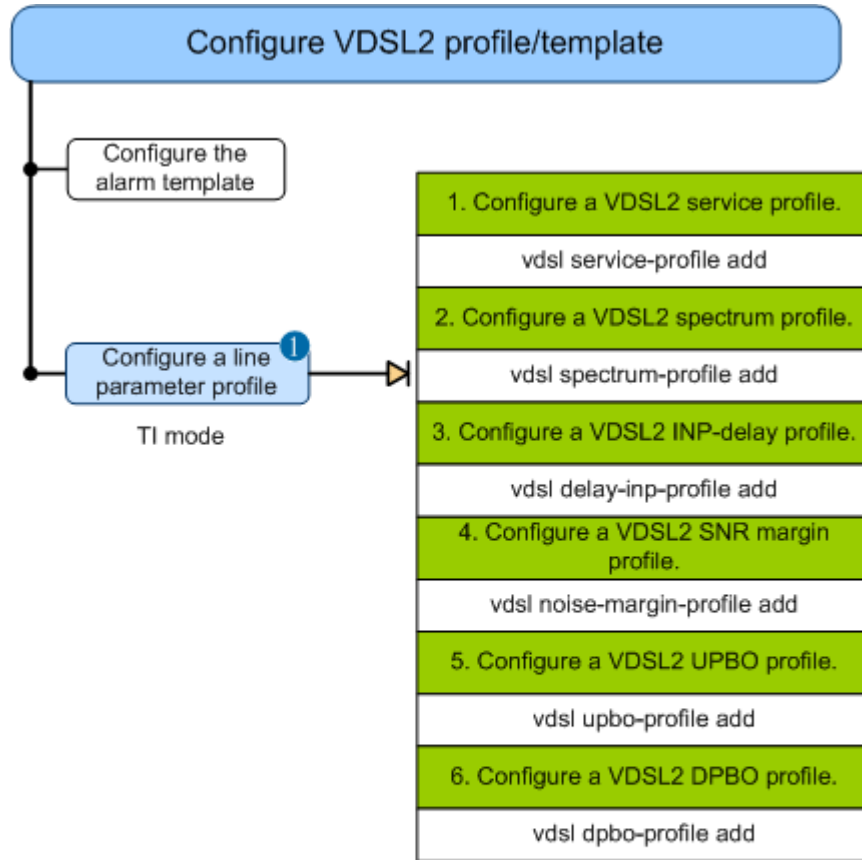 Configure VDSL2 profile/template
Configure the
alarm template
1
Configure a line
parameter profile
TI mode
1. Configure a VDSL2 service profile.
vdsl service-profile add
2. Configure a VDSL2 spectrum profile.
vdsl spectrum-profile add
3. Configure a VDSL2 INP-delay profile.
vdsl delay-inp-profile add
4. Configure a VDSL2 SNR margin
profile.
vdsl noise-margin-profile add
5. Configure a VDSL2 UPBO profile.
vdsl upbo-profile add
6. Configure a VDSL2 DPBO profile.
vdsl dpbo-profile add